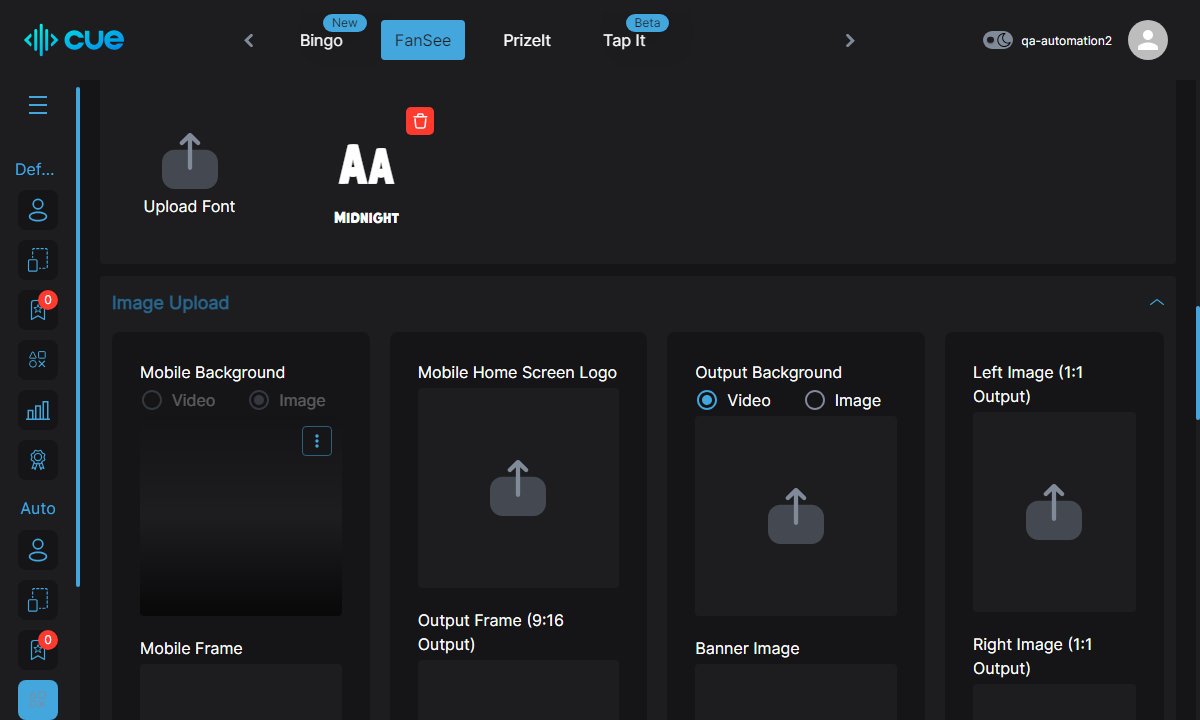 cue
Bingo
New
FanSee
PrizeIt
Tap It
Beta
qa-automation2
Def...
0
Auto
0
Upload Font
AA
MIDNIGHT
Image Upload
Mobile Background
Video
Image
Mobile Frame
Mobile Home Screen Logo
Output Frame (9:16
Output)
Output Background
Video
Image
Banner Image
Left Image (1:1
Output)
Right Image (1:1
Output)